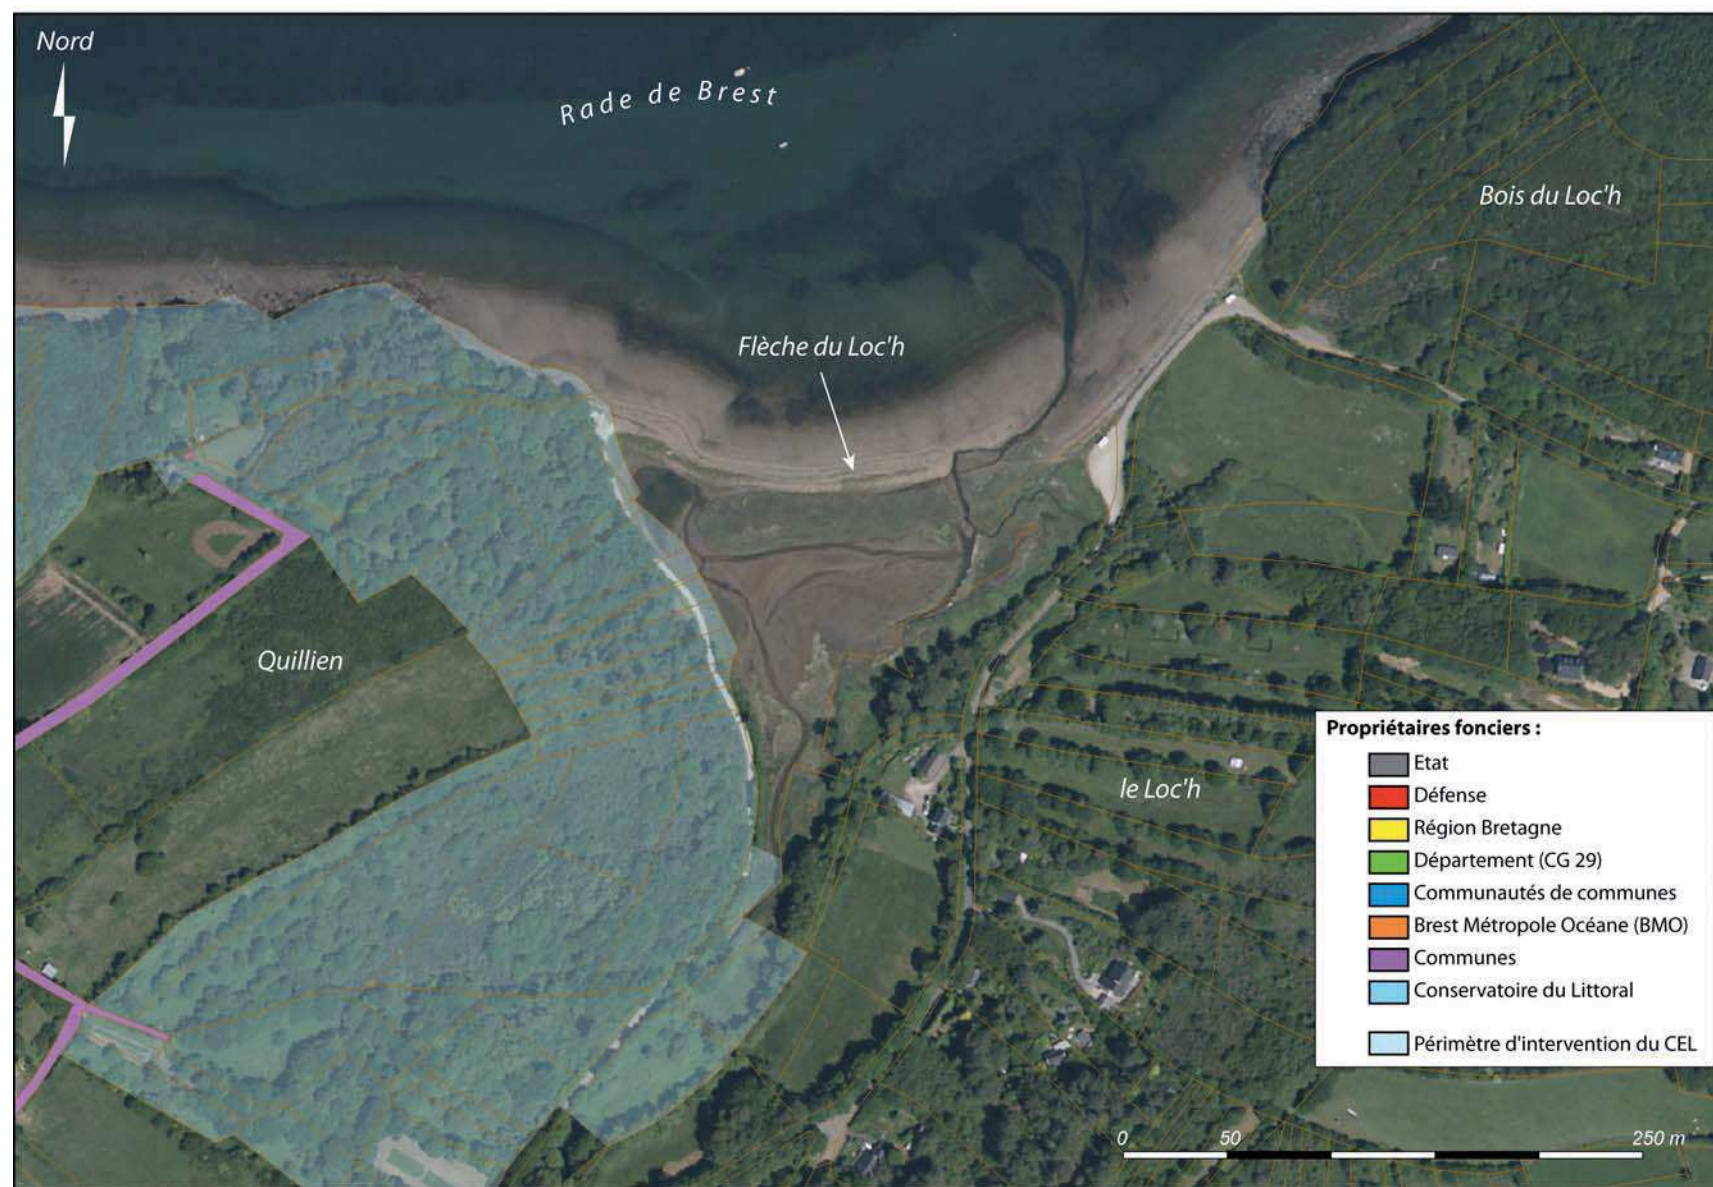 Nord
Rade de Brest
Bois du Loc'h
Flèche du Loc'h
Quillien
le Loc'h
Propriétaires fonciers :
Etat
Défense
Région Bretagne
Département (CG 29)
Communautés de communes
Brest Métropole Océane (BMO)
Communes
Conservatoire du Littoral
Périmètre d'intervention du CEL
0 50 250 m